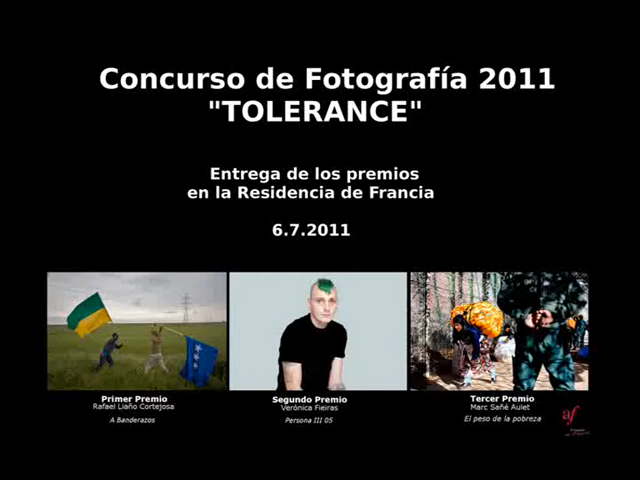 Concurso de Fotografía 2011
"TOLERANCE"
Entrega de los premios
en la Residencia de Francia
6.7.2011
Primer Premio
Rafael Liaño Cortejosa
A Banderazos
Segundo Premio
Verónica Fieiras
Persona III 05
Tercer Premio
Marc Sañé Aulet
El peso de la pobreza
af